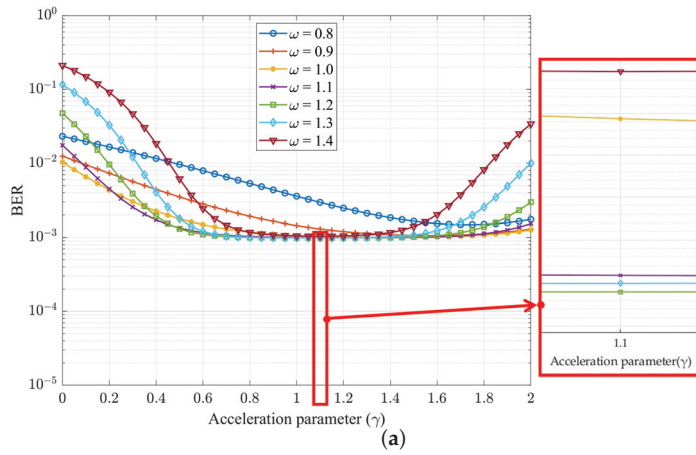 10⁰
10⁻¹
10⁻²
10⁻³
10⁻⁴
10⁻⁵
BER
ω = 0.8
ω = 0.9
ω = 1.0
ω = 1.1
ω = 1.2
ω = 1.3
ω = 1.4
0 0.2 0.4 0.6 0.8 1 1.2 1.4 1.6 1.8 2
Acceleration parameter (γ)
1.1
Acceleration parameter(γ)
(a)